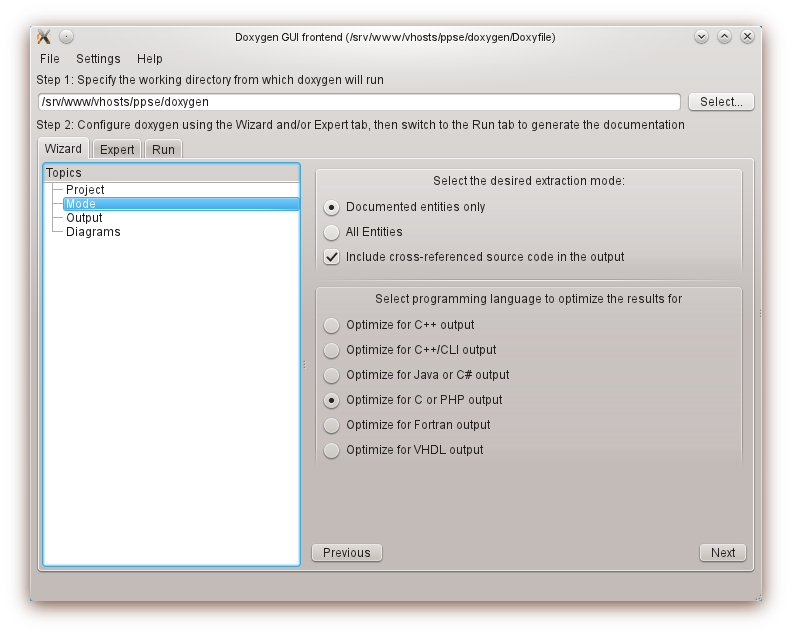 Doxygen GUI frontend (/srv/www/vhosts/ppse/doxygen/Doxyfile)
File Settings Help
Step 1: Specify the working directory from which doxygen will run
/srv/www/vhosts/ppse/doxygen
Select...
Step 2: Configure doxygen using the Wizard and/or Expert tab, then switch to the Run tab to generate the documentation
Wizard Expert Run
Topics
Project
Mode
Output
Diagrams
Select the desired extraction mode:
Documented entities only
All Entities
Include cross-referenced source code in the output
Select programming language to optimize the results for
Optimize for C++ output
Optimize for C++/CLI output
Optimize for Java or C# output
Optimize for C or PHP output
Optimize for Fortran output
Optimize for VHDL output
Previous
Next